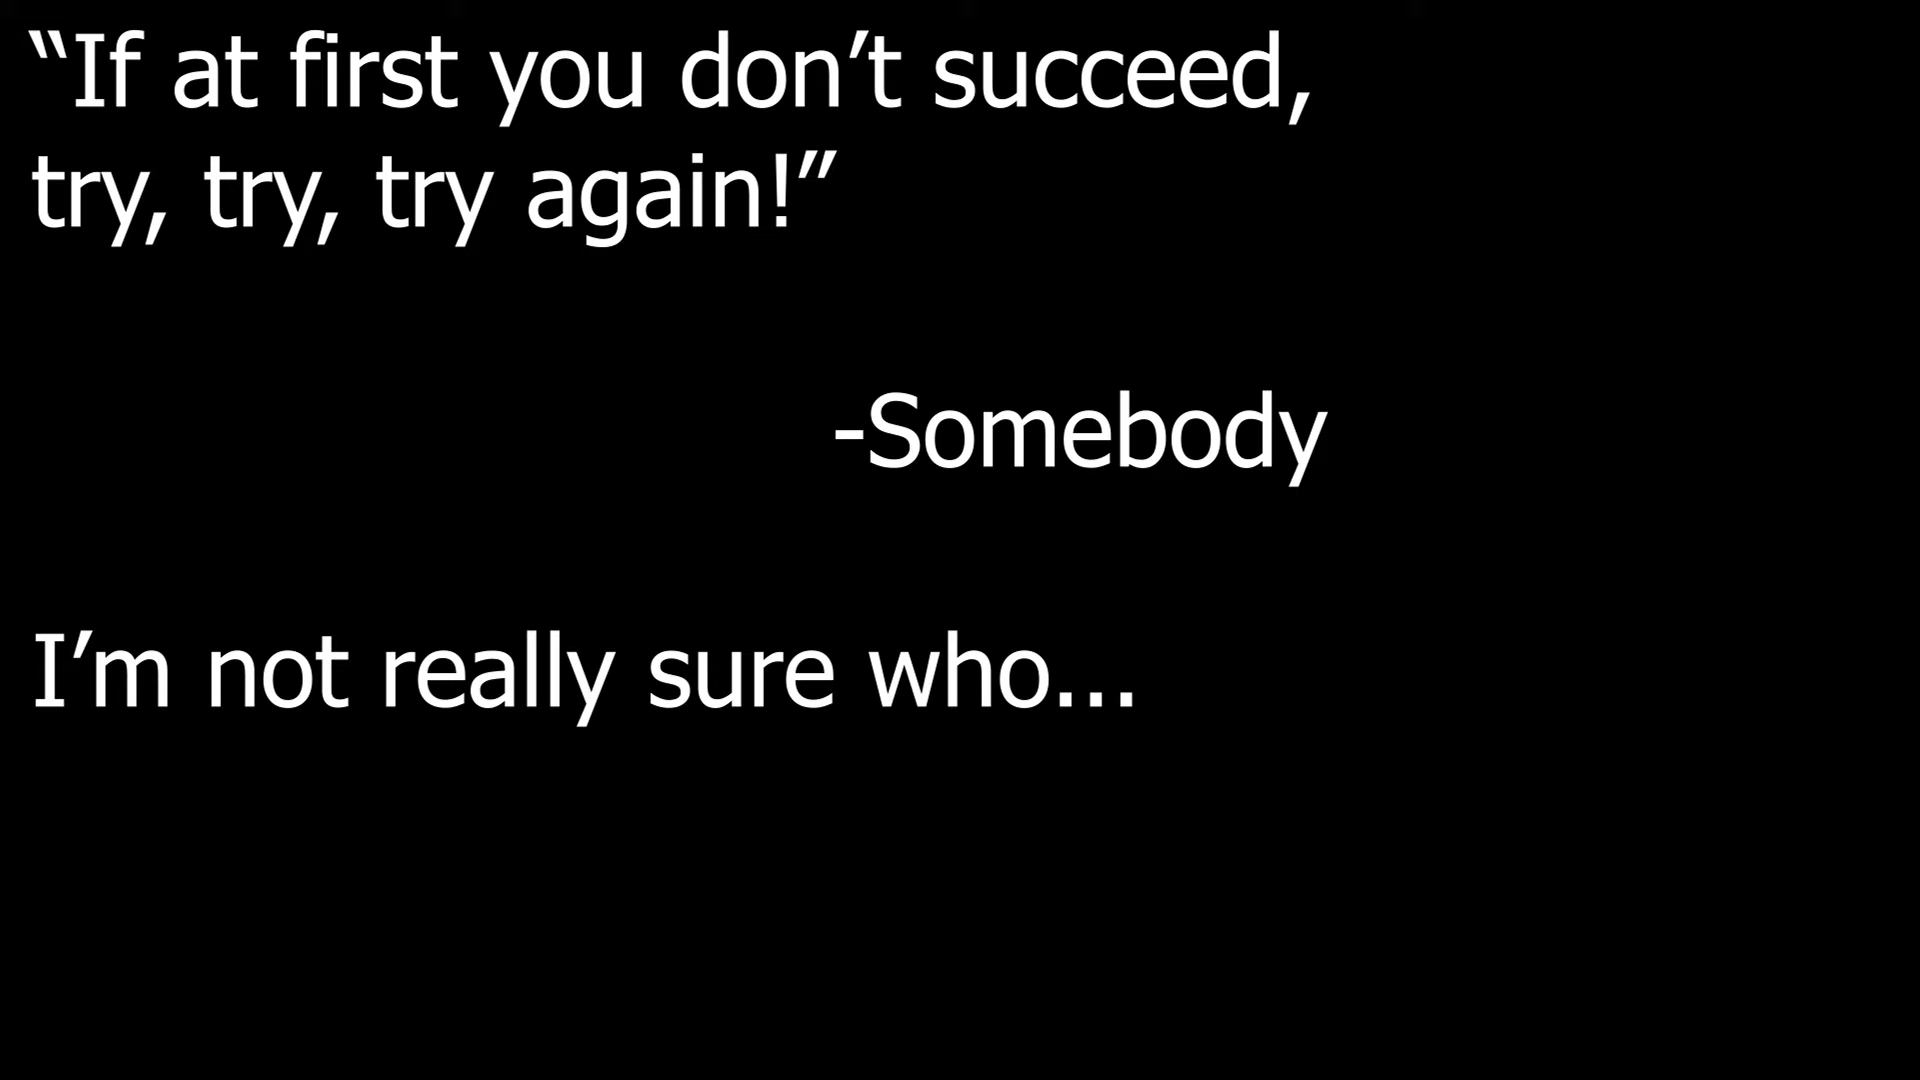 “If at first you don’t succeed,
try, try, try again!”
-Somebody
I’m not really sure who...